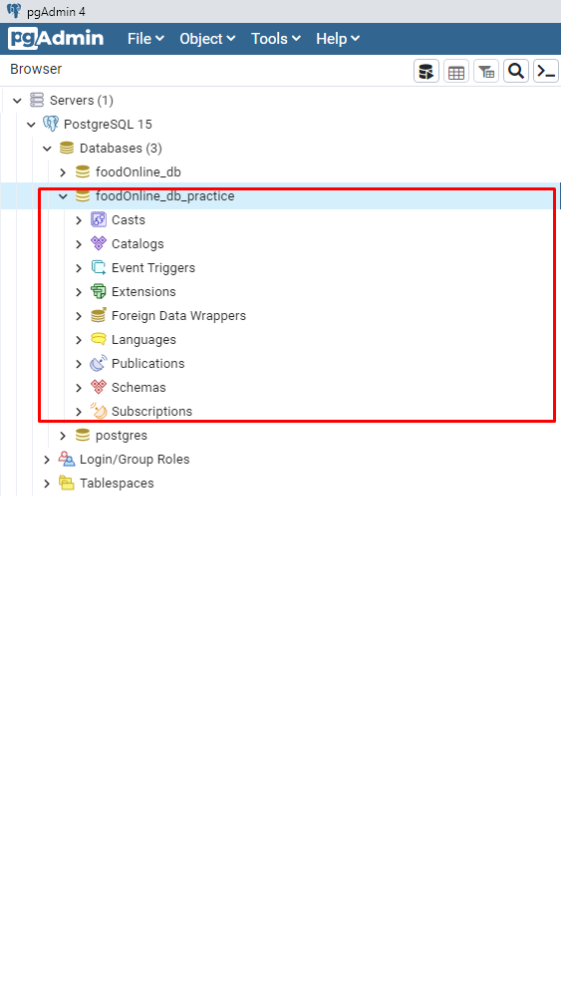 pgAdmin 4
pgAdmin File Object Tools Help
Browser
Servers (1)
PostgreSQL 15
Databases (3)
foodOnline_db
foodOnline_db_practice
Casts
Catalogs
Event Triggers
Extensions
Foreign Data Wrappers
Languages
Publications
Schemas
Subscriptions
postgres
Login/Group Roles
Tablespaces